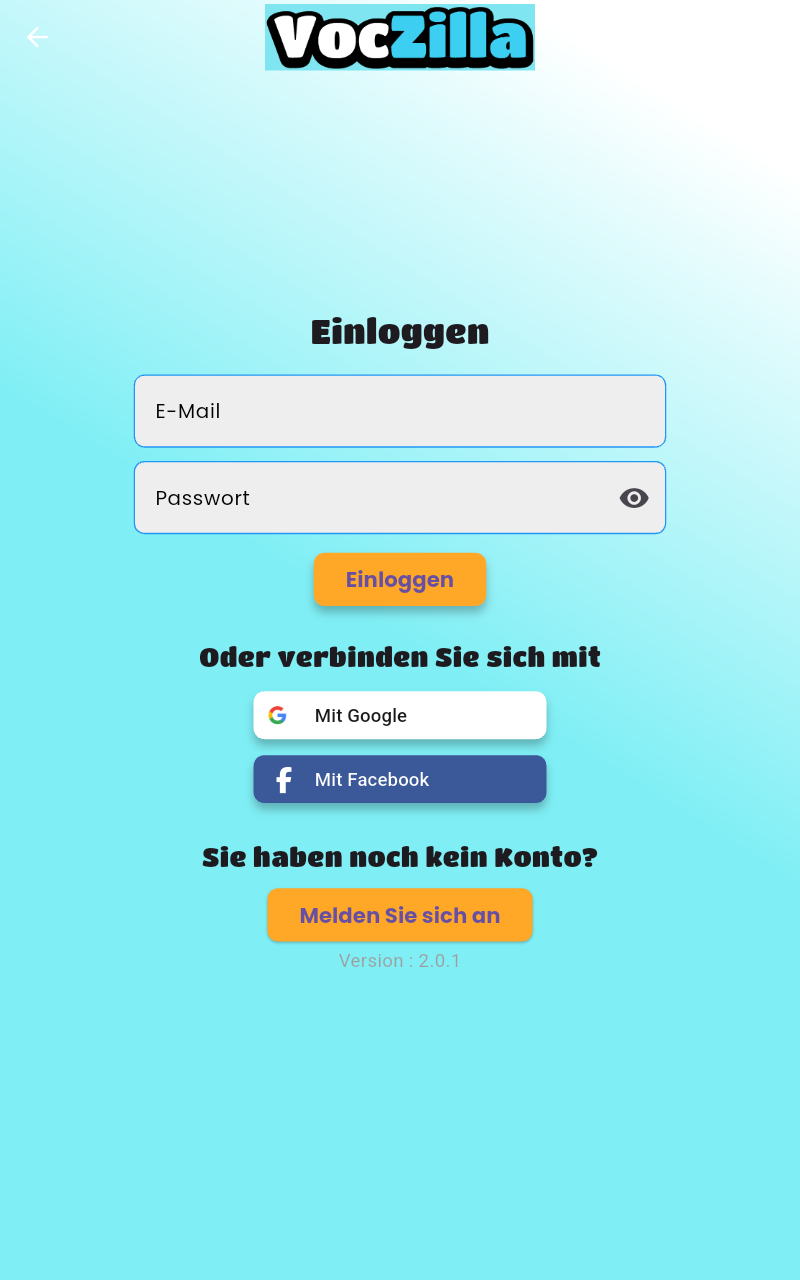 VocZilla
Einloggen
E-Mail
Passwort
Einloggen
Oder verbinden Sie sich mit
Mit Google
Mit Facebook
Sie haben noch kein Konto?
Melden Sie sich an
Version : 2.0.1